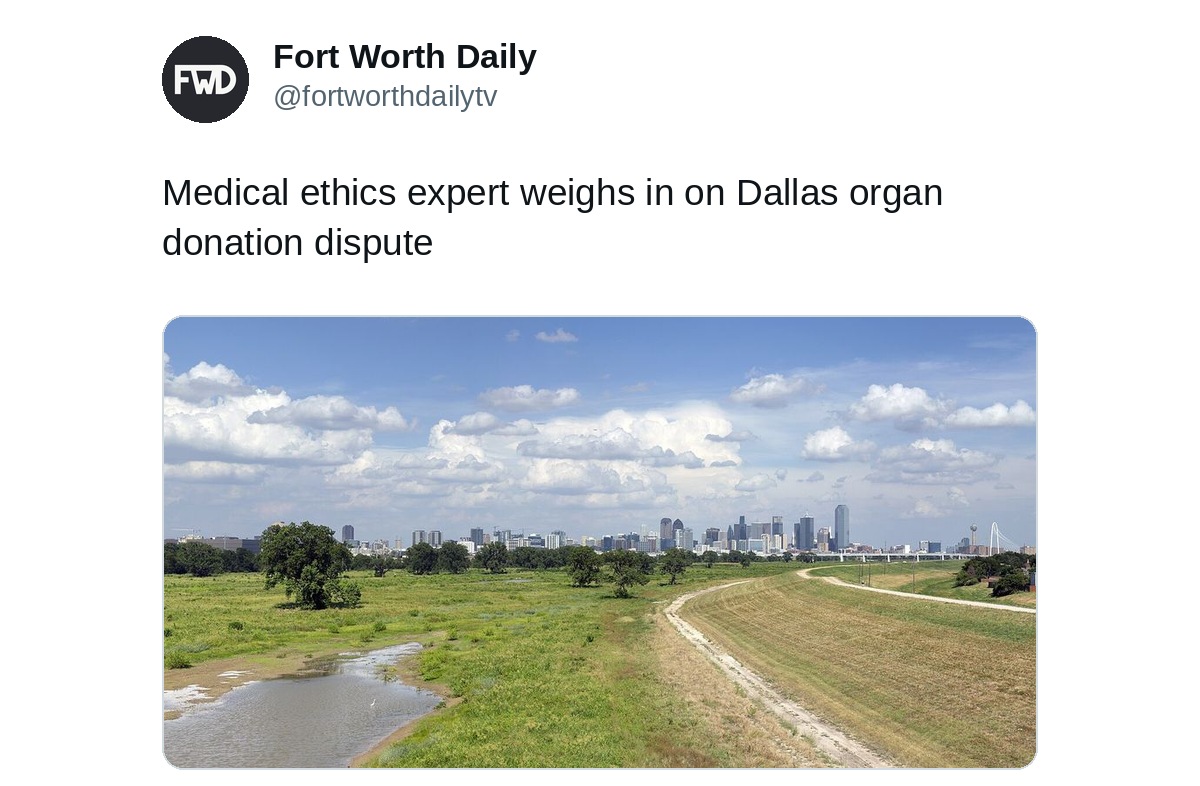 FWD
Fort Worth Daily
@fortworthdailytv
Medical ethics expert weighs in on Dallas organ
donation dispute